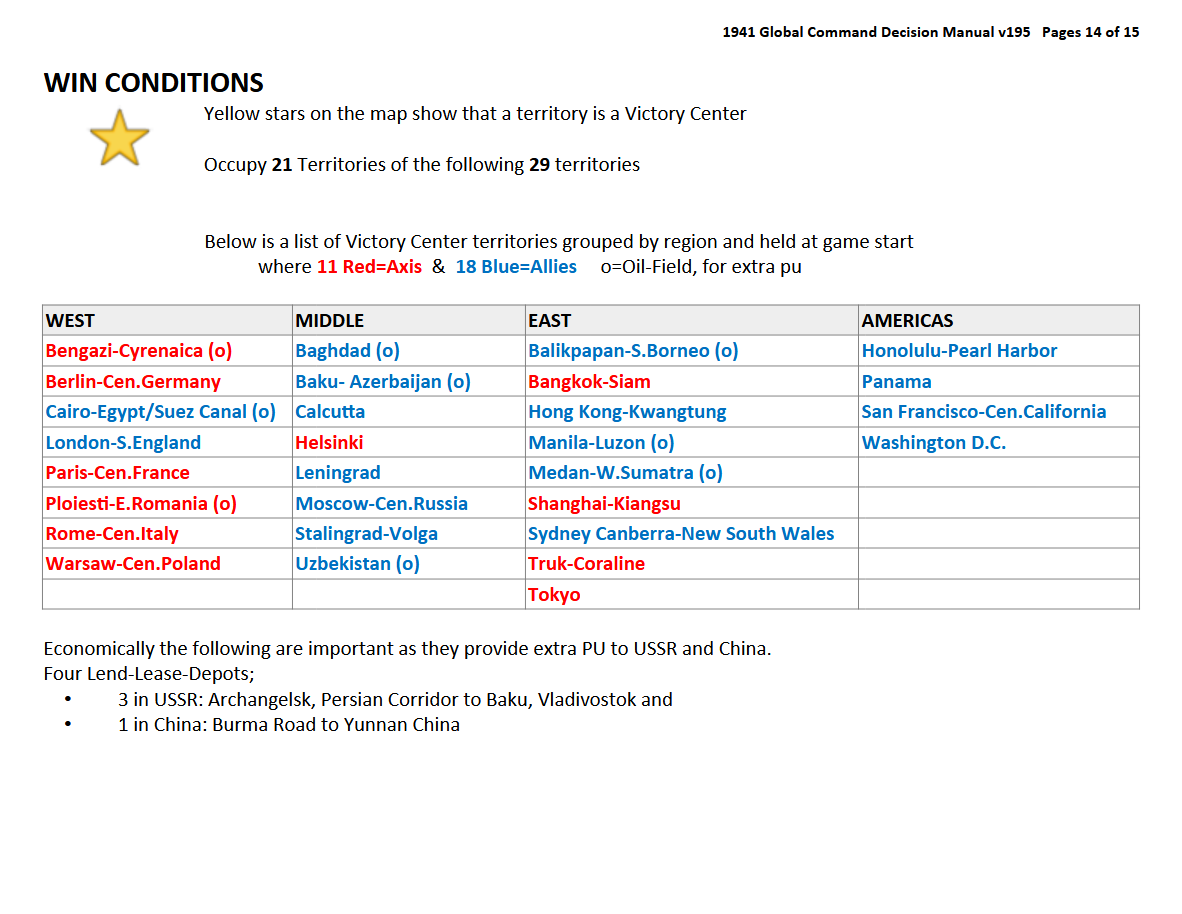 1941 Global Command Decision Manual v195   Pages 14 of 15
WIN CONDITIONS
Yellow stars on the map show that a territory is a Victory Center
Occupy 21 Territories of the following 29 territories
Below is a list of Victory Center territories grouped by region and held at game start
where 11 Red=Axis  &  18 Blue=Allies    o=Oil-Field, for extra pu
WEST MIDDLE EAST AMERICAS
Bengazi-Cyrenaica (o) Baghdad (o) Balikpapan-S.Borneo (o) Honolulu-Pearl Harbor
Berlin-Cen.Germany Baku- Azerbaijan (o) Bangkok-Siam Panama
Cairo-Egypt/Suez Canal (o) Calcutta Hong Kong-Kwangtung San Francisco-Cen.California
London-S.England Helsinki Manila-Luzon (o) Washington D.C.
Paris-Cen.France Leningrad Medan-W.Sumatra (o)
Ploiesti-E.Romania (o) Moscow-Cen.Russia Shanghai-Kiangsu
Rome-Cen.Italy Stalingrad-Volga Sydney Canberra-New South Wales
Warsaw-Cen.Poland Uzbekistan (o) Truk-Coraline
Tokyo
Economically the following are important as they provide extra PU to USSR and China.
Four Lend-Lease-Depots;
• 3 in USSR: Archangelsk, Persian Corridor to Baku, Vladivostok and
• 1 in China: Burma Road to Yunnan China